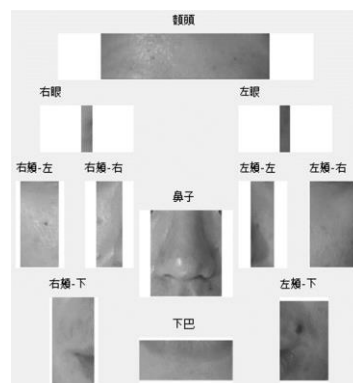 額頭
右眼 左眼
右頰-左 右頰-右 左頰-左 左頰-右
鼻子
右頰-下 左頰-下
下巴